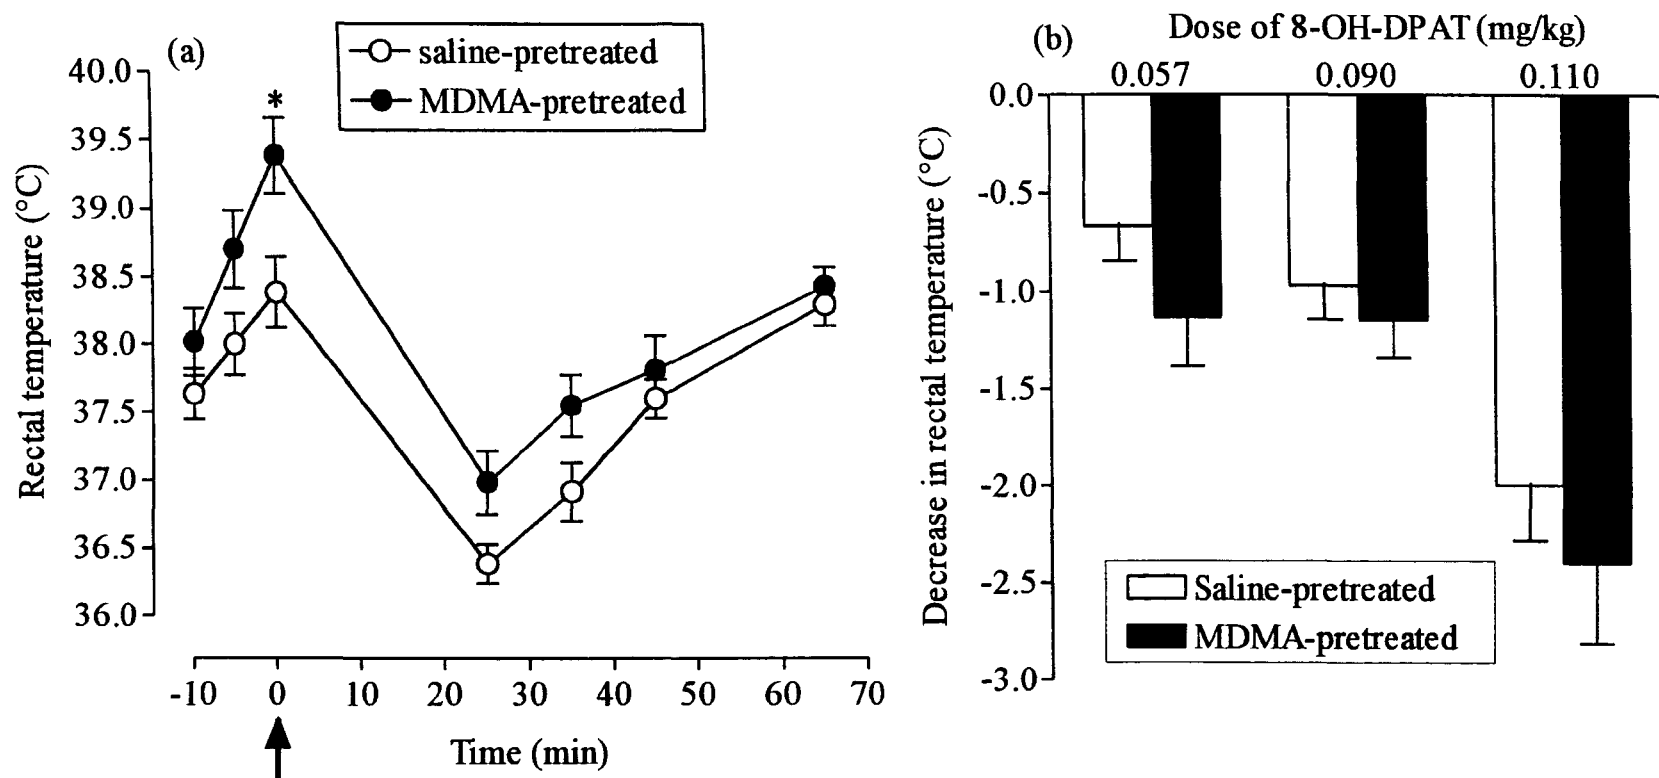 (a)
saline-pretreated
MDMA-pretreated
*
Rectal temperature (°C)
40.0
39.5
39.0
38.5
38.0
37.5
37.0
36.5
36.0
-10 0 10 20 30 40 50 60 70
Time (min)
(b)
Dose of 8-OH-DPAT (mg/kg)
0.057 0.090 0.110
Decrease in rectal temperature (°C)
0.0
-0.5
-1.0
-1.5
-2.0
-2.5
-3.0
Saline-pretreated
MDMA-pretreated